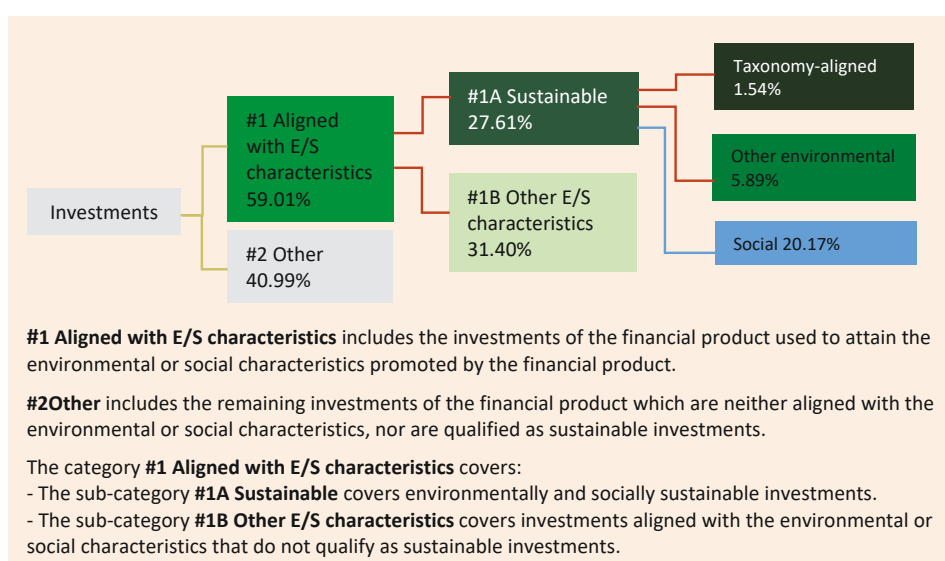 Investments
#1 Aligned
with E/S
characteristics
59.01%
#2 Other
40.99%
#1A Sustainable
27.61%
#1B Other E/S
characteristics
31.40%
Taxonomy-aligned
1.54%
Other environmental
5.89%
Social 20.17%
#1 Aligned with E/S characteristics includes the investments of the financial product used to attain the
environmental or social characteristics promoted by the financial product.
#2Other includes the remaining investments of the financial product which are neither aligned with the
environmental or social characteristics, nor are qualified as sustainable investments.
The category #1 Aligned with E/S characteristics covers:
- The sub-category #1A Sustainable covers environmentally and socially sustainable investments.
- The sub-category #1B Other E/S characteristics covers investments aligned with the environmental or
social characteristics that do not qualify as sustainable investments.